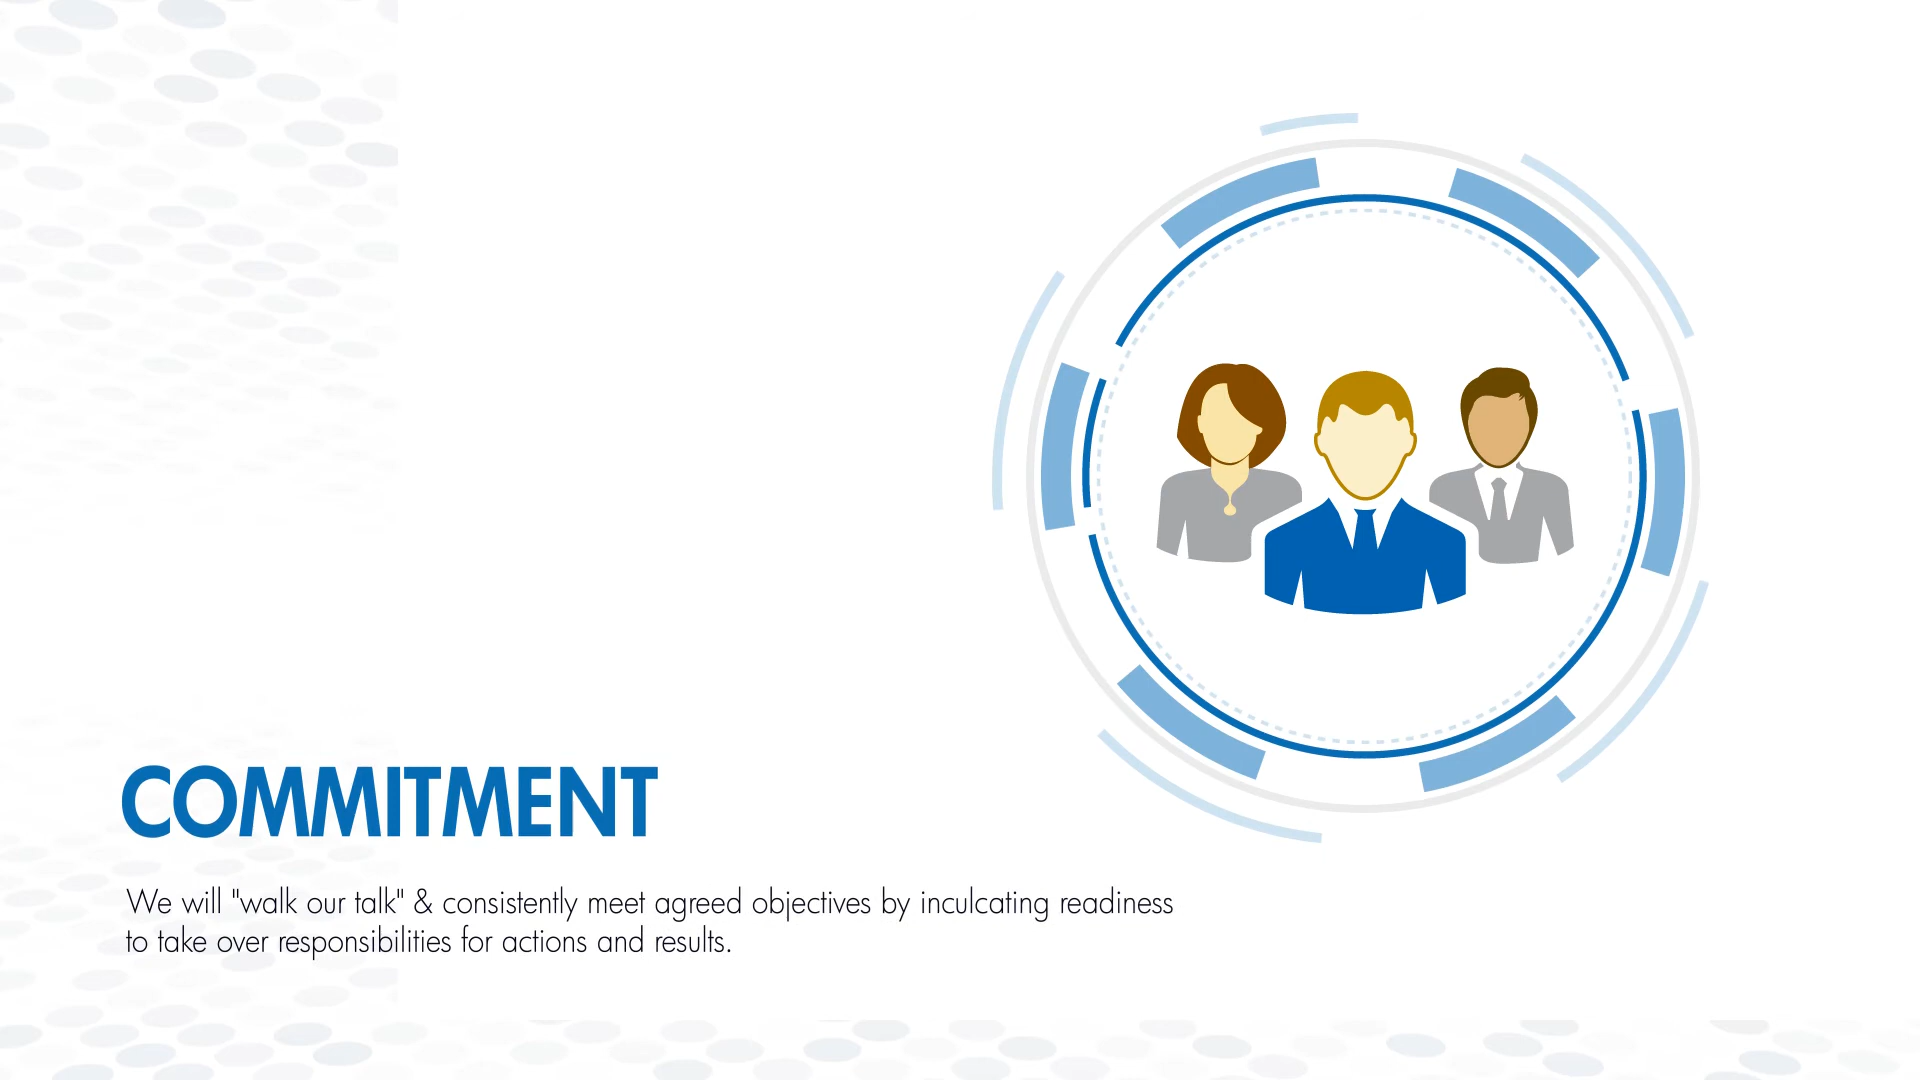 COMMITMENT
We will "walk our talk" & consistently meet agreed objectives by inculcating readiness
to take over responsibilities for actions and results.